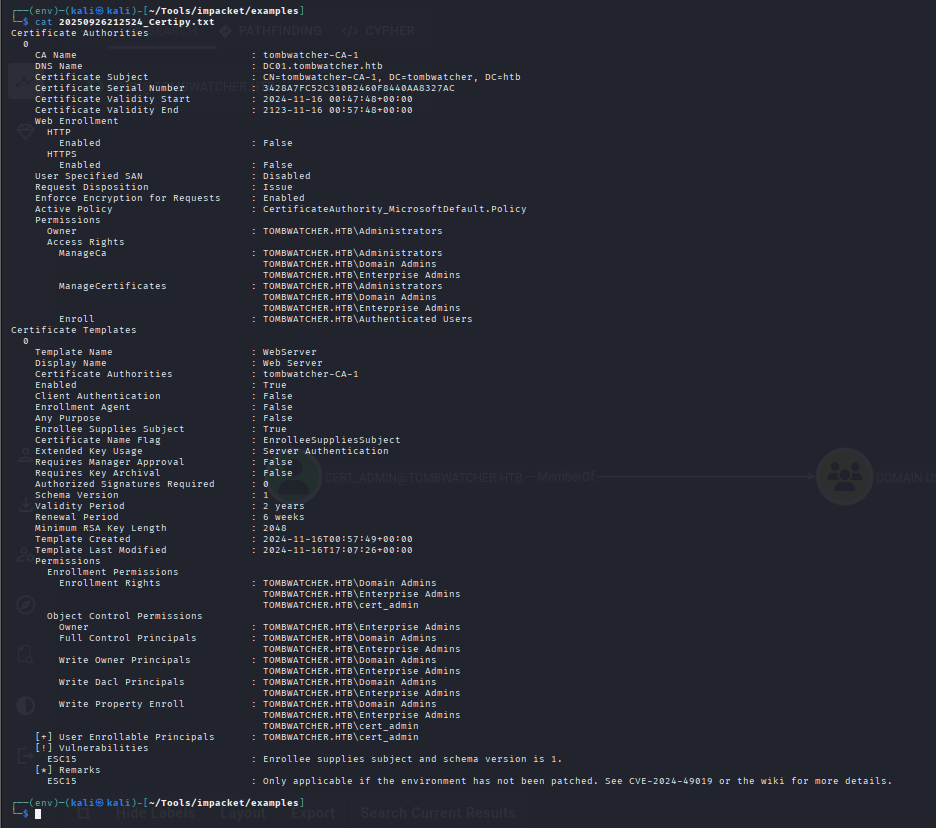 ┌──(env)─(kali㉿kali)-[~/Tools/impacket/examples]
└─$ cat 20250926212524_Certipy.txt
Certificate Authorities
  0
    CA Name                             : tombwatcher-CA-1
    DNS Name                            : DC01.tombwatcher.htb
    Certificate Subject                 : CN=tombwatcher-CA-1, DC=tombwatcher, DC=htb
    Certificate Serial Number           : 3428A7FC52C310B2460F8440AA8327AC
    Certificate Validity Start          : 2024-11-16 00:47:48+00:00
    Certificate Validity End            : 2123-11-16 00:57:48+00:00
    Web Enrollment
      HTTP
        Enabled                         : False
      HTTPS
        Enabled                         : False
    User Specified SAN                  : Disabled
    Request Disposition                 : Issue
    Enforce Encryption for Requests     : Enabled
    Active Policy                       : CertificateAuthority_MicrosoftDefault.Policy
    Permissions
      Owner                             : TOMBWATCHER.HTB\Administrators
      Access Rights
        ManageCa                        : TOMBWATCHER.HTB\Administrators
                                          TOMBWATCHER.HTB\Domain Admins
                                          TOMBWATCHER.HTB\Enterprise Admins
        ManageCertificates              : TOMBWATCHER.HTB\Administrators
                                          TOMBWATCHER.HTB\Domain Admins
                                          TOMBWATCHER.HTB\Enterprise Admins
        Enroll                          : TOMBWATCHER.HTB\Authenticated Users
Certificate Templates
  0
    Template Name                       : WebServer
    Display Name                        : Web Server
    Certificate Authorities             : tombwatcher-CA-1
    Enabled                             : True
    Client Authentication               : False
    Enrollment Agent                    : False
    Any Purpose                         : False
    Enrollee Supplies Subject           : True
    Certificate Name Flag               : EnrolleeSuppliesSubject
    Extended Key Usage                  : Server Authentication
    Requires Manager Approval           : False
    Requires Key Archival               : False
    Authorized Signatures Required      : 0
    Schema Version                      : 1
    Validity Period                     : 2 years
    Renewal Period                      : 6 weeks
    Minimum RSA Key Length              : 2048
    Template Created                    : 2024-11-16T00:57:49+00:00
    Template Last Modified              : 2024-11-16T17:07:26+00:00
    Permissions
      Enrollment Permissions
        Enrollment Rights               : TOMBWATCHER.HTB\Domain Admins
                                          TOMBWATCHER.HTB\Enterprise Admins
                                          TOMBWATCHER.HTB\cert_admin
      Object Control Permissions
        Owner                           : TOMBWATCHER.HTB\Enterprise Admins
        Full Control Principals         : TOMBWATCHER.HTB\Domain Admins
                                          TOMBWATCHER.HTB\Enterprise Admins
        Write Owner Principals          : TOMBWATCHER.HTB\Domain Admins
                                          TOMBWATCHER.HTB\Enterprise Admins
        Write Dacl Principals           : TOMBWATCHER.HTB\Domain Admins
                                          TOMBWATCHER.HTB\Enterprise Admins
        Write Property Enroll           : TOMBWATCHER.HTB\Domain Admins
                                          TOMBWATCHER.HTB\Enterprise Admins
                                          TOMBWATCHER.HTB\cert_admin
    [+] User Enrollable Principals      : TOMBWATCHER.HTB\cert_admin
    [!] Vulnerabilities
      ESC15                             : Enrollee supplies subject and schema version is 1.
    [*] Remarks
      ESC15                             : Only applicable if the environment has not been patched. See CVE-2024-49019 or the wiki for more details.
┌──(env)─(kali㉿kali)-[~/Tools/impacket/examples]
└─$
PATHFINDING
CYPHER
CERT_ADMIN@TOMBWATCHER.HTB
MemberOf
DOMAIN
Hide Labels
Layout
Export
Search Current Results